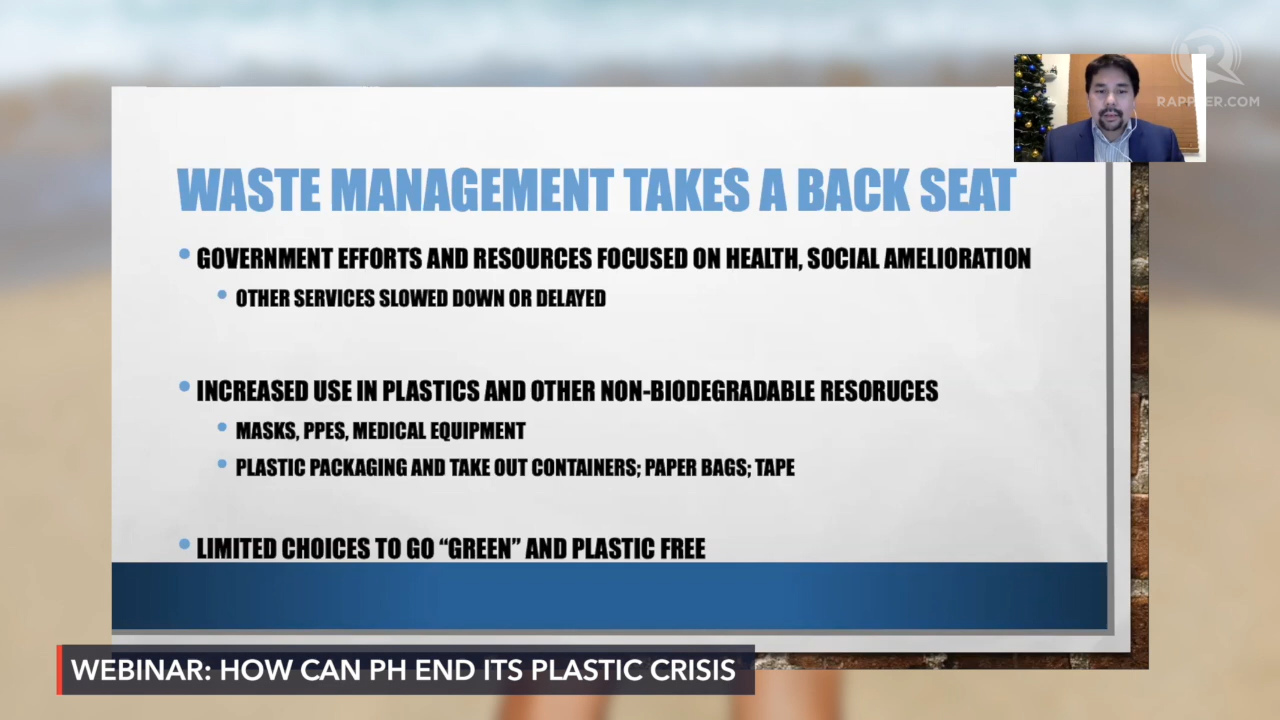 RAPPLER.COM
WASTE MANAGEMENT TAKES A BACK SEAT
• GOVERNMENT EFFORTS AND RESOURCES FOCUSED ON HEALTH, SOCIAL AMELIORATION
• OTHER SERVICES SLOWED DOWN OR DELAYED
• INCREASED USE IN PLASTICS AND OTHER NON-BIODEGRADABLE RESORUCES
• MASKS, PPES, MEDICAL EQUIPMENT
• PLASTIC PACKAGING AND TAKE OUT CONTAINERS; PAPER BAGS; TAPE
• LIMITED CHOICES TO GO “GREEN” AND PLASTIC FREE
WEBINAR: HOW CAN PH END ITS PLASTIC CRISIS